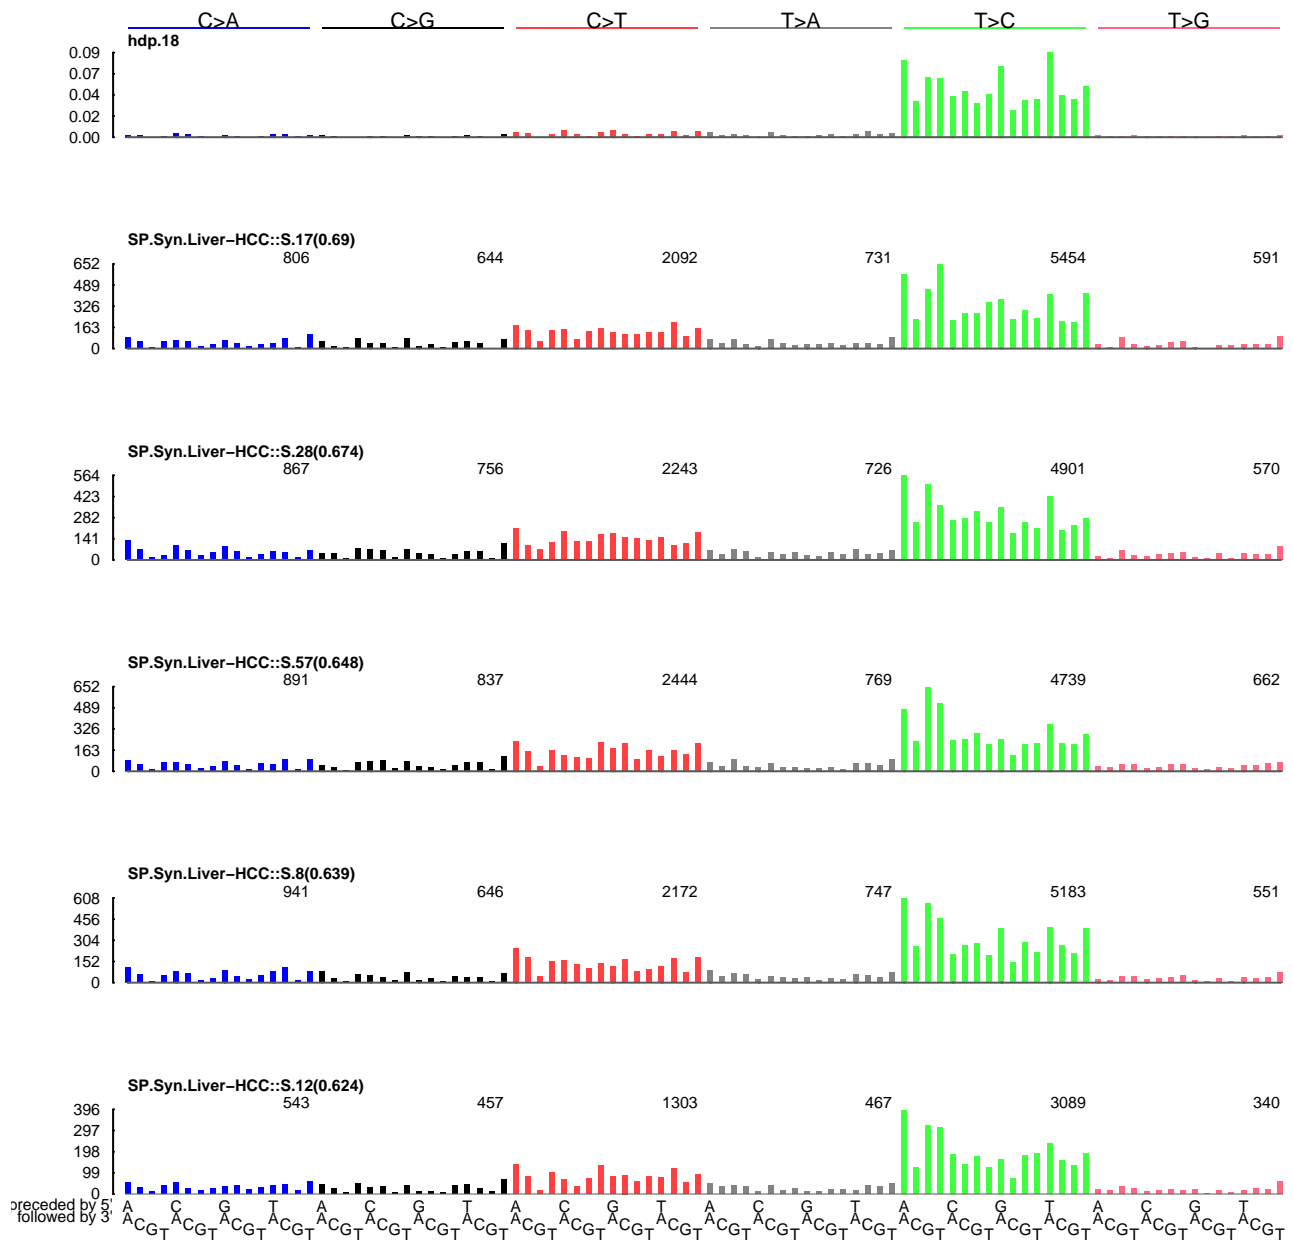 C>A C>G C>T T>A T>C T>G
hdp.18
0.09
0.07
0.04
0.02
0.00
SP.Syn.Liver−HCC::S.17(0.69)
806 644 2092 731 5454 591
652
489
326
163
0
SP.Syn.Liver−HCC::S.28(0.674)
867 756 2243 726 4901 570
564
423
282
141
0
SP.Syn.Liver−HCC::S.57(0.648)
891 837 2444 769 4739 662
652
489
326
163
0
SP.Syn.Liver−HCC::S.8(0.639)
941 646 2172 747 5183 551
608
456
304
152
0
SP.Syn.Liver−HCC::S.12(0.624)
543 457 1303 467 3089 340
396
297
198
99
0
preceded by 5' A C G T A C G T A C G T A C G T A C G T A C G T
followed by 3' A C G T A C G T A C G T A C G T A C G T A C G T A C G T A C G T A C G T A C G T A C G T A C G T A C G T A C G T A C G T A C G T A C G T A C G T A C G T A C G T A C G T A C G T A C G T A C G T